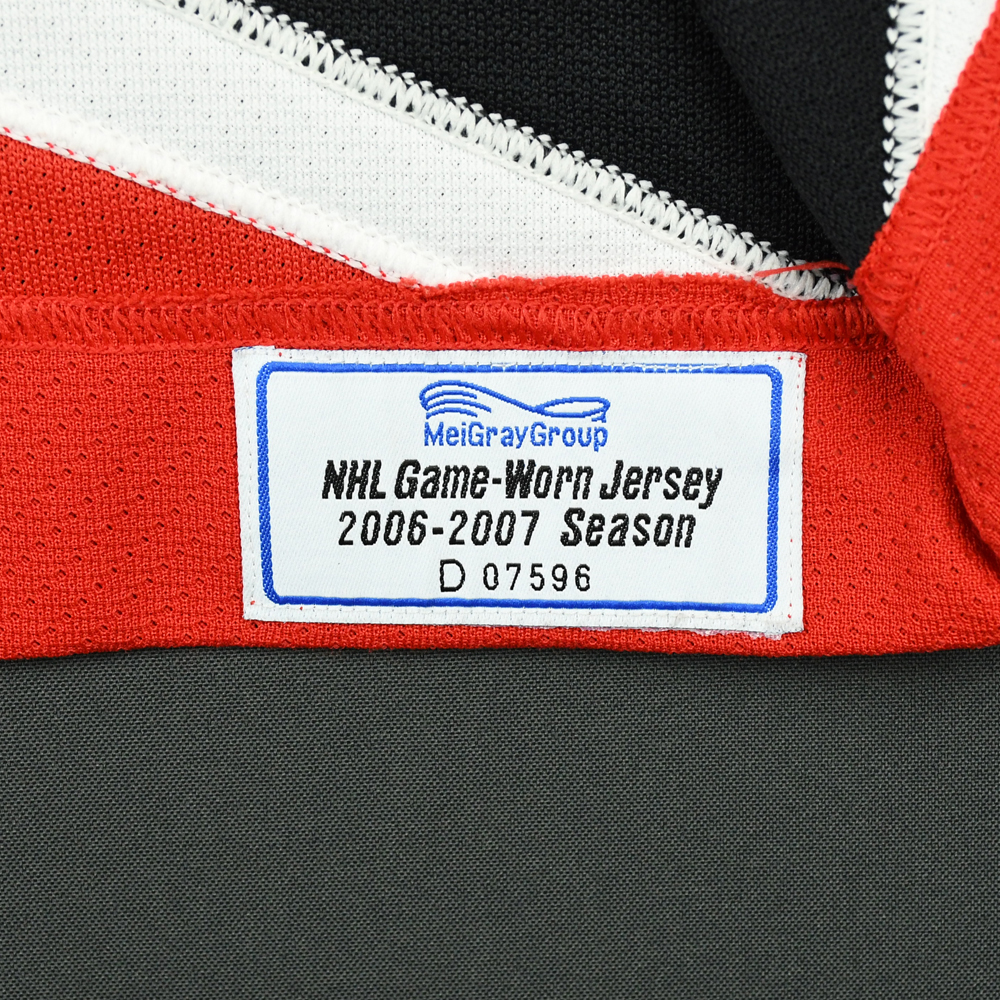 MeiGrayGroup
NHL Game-Worn Jersey
2006-2007 Season
D 07596